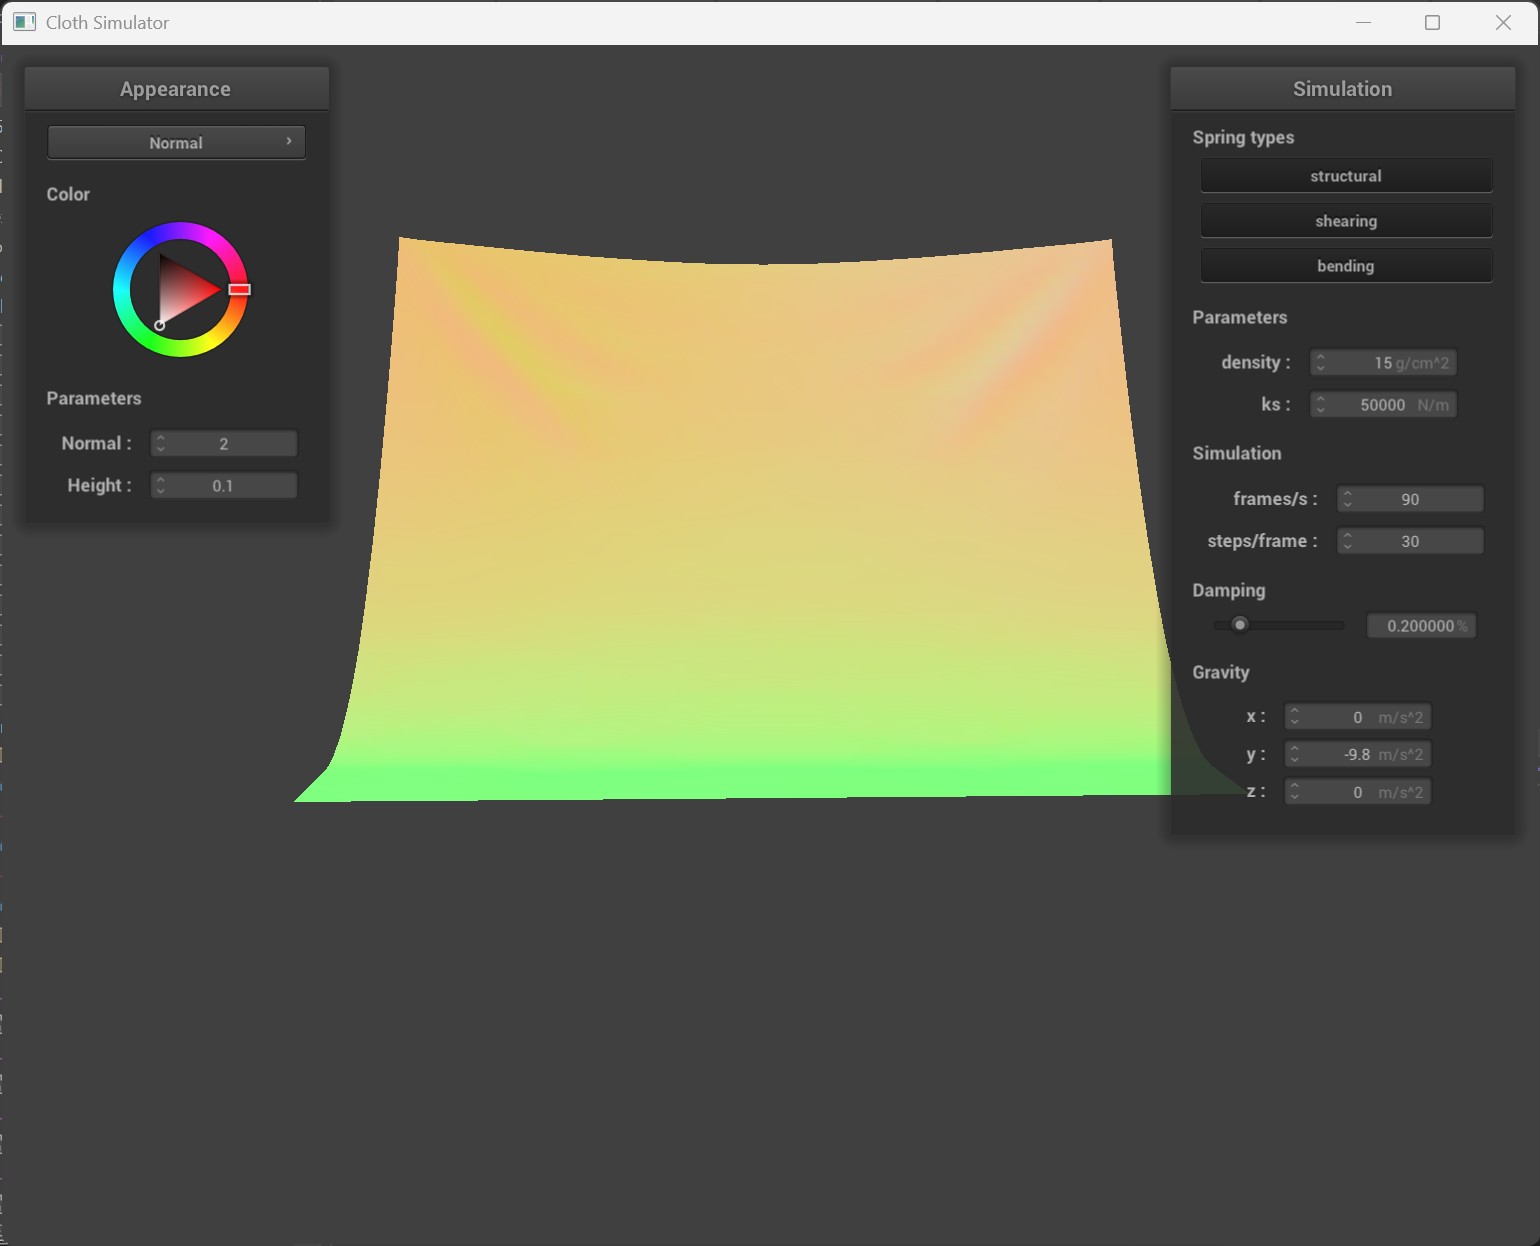 Cloth Simulator
Appearance
Normal
Color
Parameters
Normal : 2
Height : 0.1
Simulation
Spring types
structural
shearing
bending
Parameters
density : 15 g/cm^2
ks : 50000 N/m
Simulation
frames/s : 90
steps/frame : 30
Damping
0.200000 %
Gravity
x : 0 m/s^2
y : -9.8 m/s^2
z : 0 m/s^2